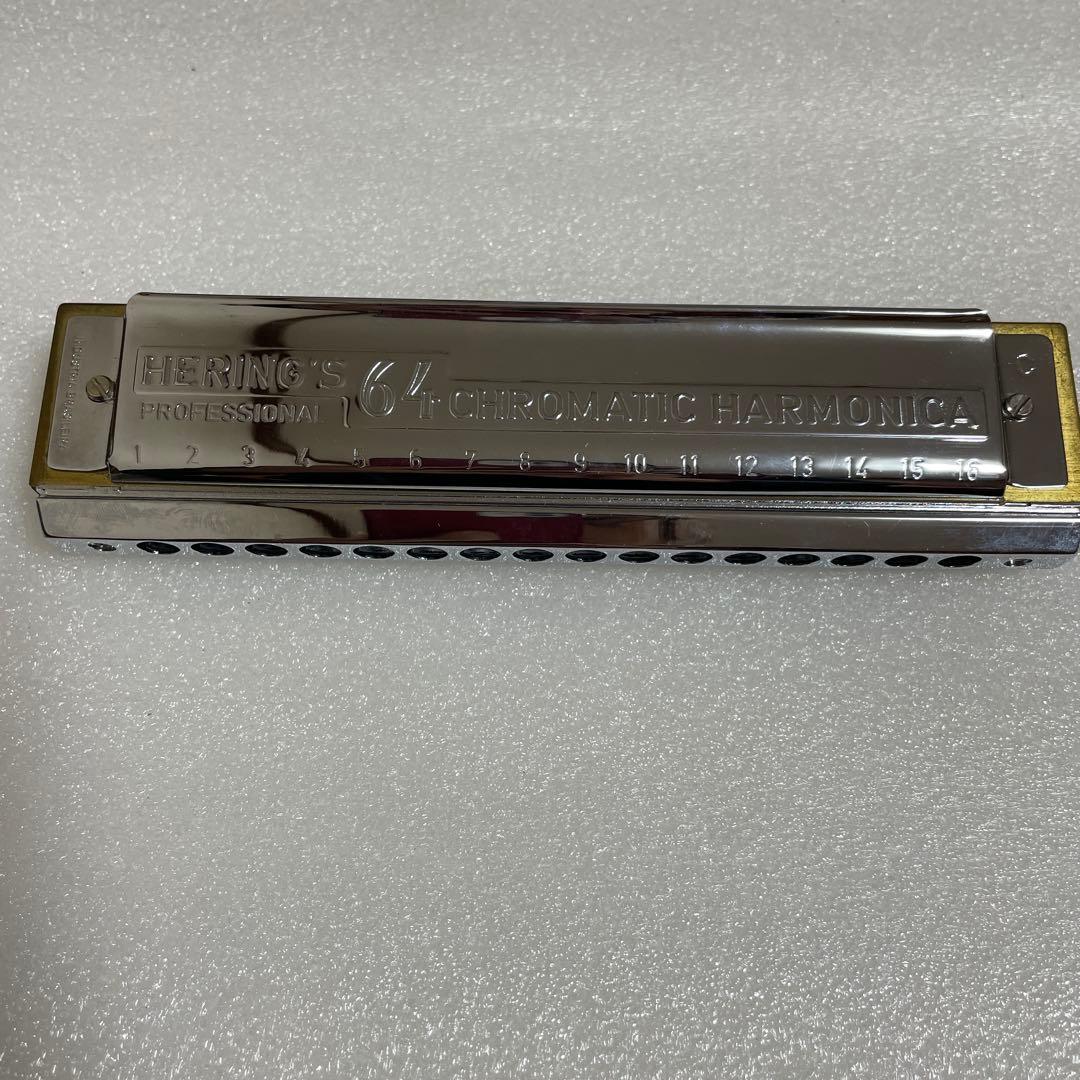 HERING'S
PROFESSIONAL
64 CHROMATIC HARMONICA
1 2 3 4 5 6 7 8 9 10 11 12 13 14 15 16
C